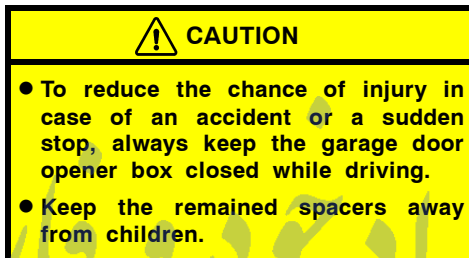 CAUTION
● To reduce the chance of injury in
case of an accident or a sudden
stop, always keep the garage door
opener box closed while driving.
● Keep the remained spacers away
from children.